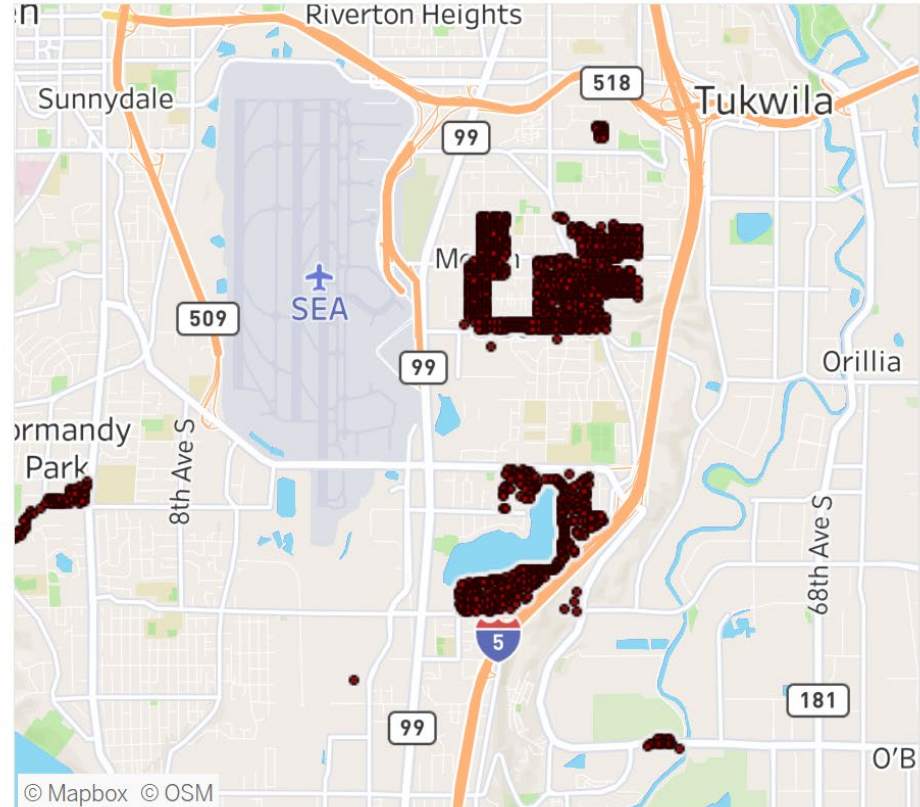 Riverton Heights
Sunnydale
518
Tukwila
99
SEA
509
99
Orillia
ormandy
Park
8th Ave S
68th Ave S
5
181
99
O'B
© Mapbox © OSM